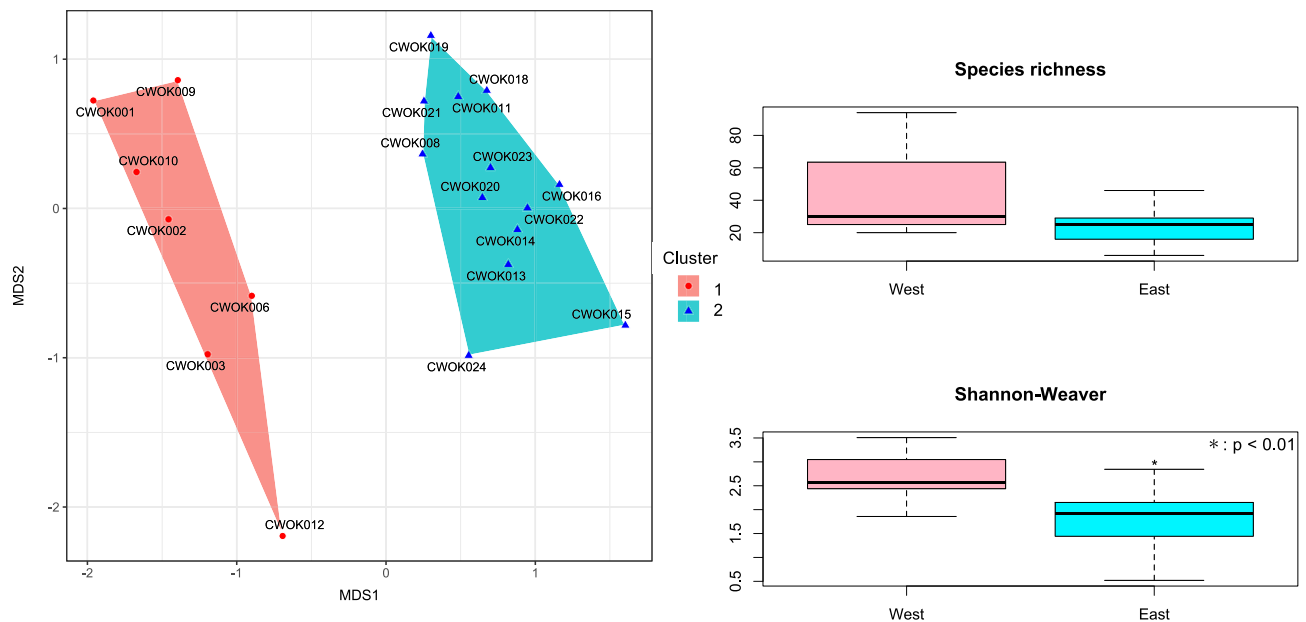 CWOK019
CWOK018
CWOK009
CWOK001
CWOK021
CWOK011
CWOK008
CWOK010
CWOK023
CWOK020
CWOK016
CWOK002
CWOK022
CWOK014
CWOK013
CWOK006
CWOK015
CWOK003
CWOK024
CWOK012
1
0
-1
-2
MDS2
-2
-1
0
1
MDS1
Cluster
1
2
Species richness
80
60
40
20
West
East
Shannon-Weaver
3.5
2.5
1.5
0.5
*
* : p < 0.01
West
East